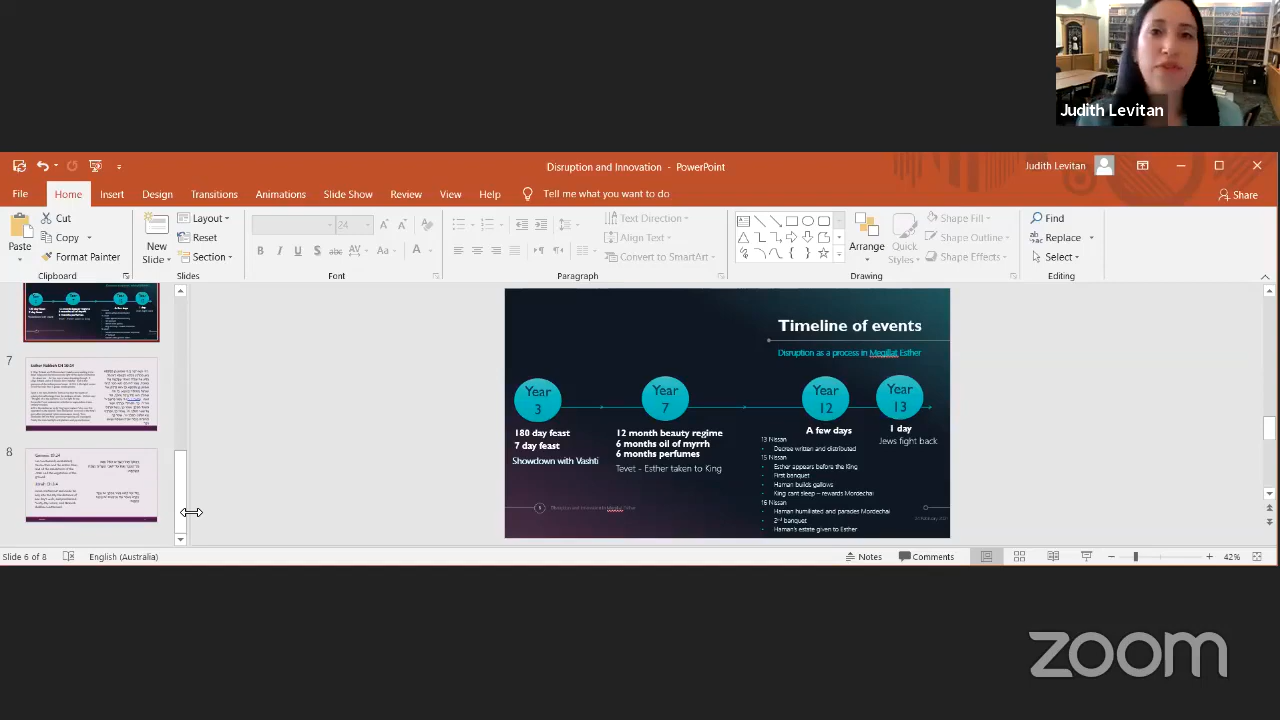 Judith Levitan
Disruption and Innovation - PowerPoint
Judith Levitan
File Home Insert Design Transitions Animations Slide Show Review View Help Tell me what you want to do
Share
Paste
Cut
Copy
Format Painter
Clipboard
New
Slide
Layout
Reset
Section
Slides
24
B I U S abc AV Aa A
Font
Text Direction
Align Text
Convert to SmartArt
Paragraph
Arrange
Quick
Styles
Shape Fill
Shape Outline
Shape Effects
Drawing
Find
Replace
Select
Editing
7
8
Timeline of events
Disruption as a process in Megillat Esther
Year
3
180 day feast
7 day feast
Showdown with Vashti
Year
7
12 month beauty regime
6 months oil of myrrh
6 months perfumes
Tevet - Esther taken to King
Year
12
A few days
13 Nissan
Decree written and distributed
15 Nissan
Esther appears before the King
First banquet
Haman builds gallows
King cant sleep – rewards Mordechai
16 Nissan
Haman humiliated and parades Mordechai
2nd banquet
Haman's estate given to Esther
Year
13
1 day
Jews fight back
Slide 6 of 8
English (Australia)
Notes
Comments
42%
zoom